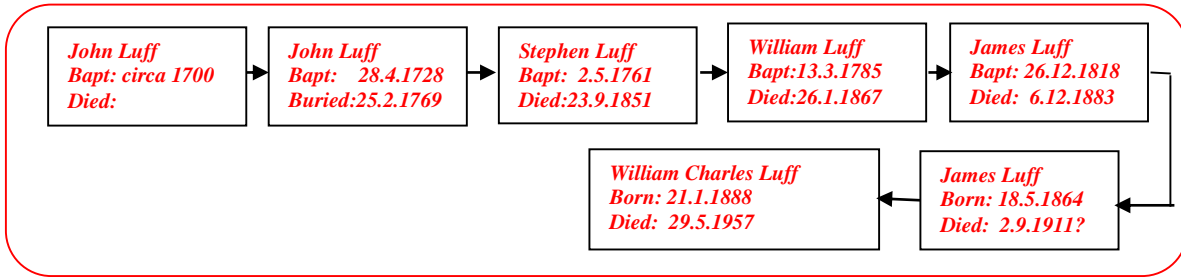 John Luff
Bapt: circa 1700
Died:
John Luff
Bapt: 28.4.1728
Buried:25.2.1769
Stephen Luff
Bapt: 2.5.1761
Died:23.9.1851
William Luff
Bapt:13.3.1785
Died:26.1.1867
James Luff
Bapt: 26.12.1818
Died: 6.12.1883
James Luff
Born: 18.5.1864
Died: 2.9.1911?
William Charles Luff
Born: 21.1.1888
Died: 29.5.1957